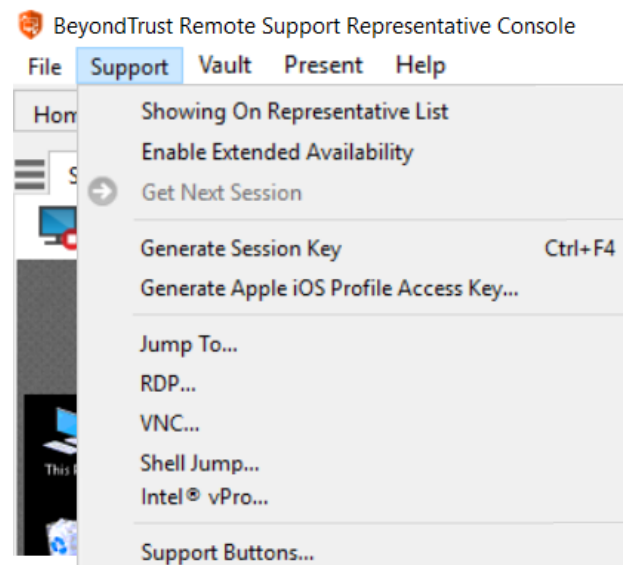 BeyondTrust Remote Support Representative Console
File Support Vault Present Help
Showing On Representative List
Enable Extended Availability
Get Next Session
Generate Session Key Ctrl+F4
Generate Apple iOS Profile Access Key...
Jump To...
RDP...
VNC...
Shell Jump...
Intel® vPro...
Support Buttons...
This